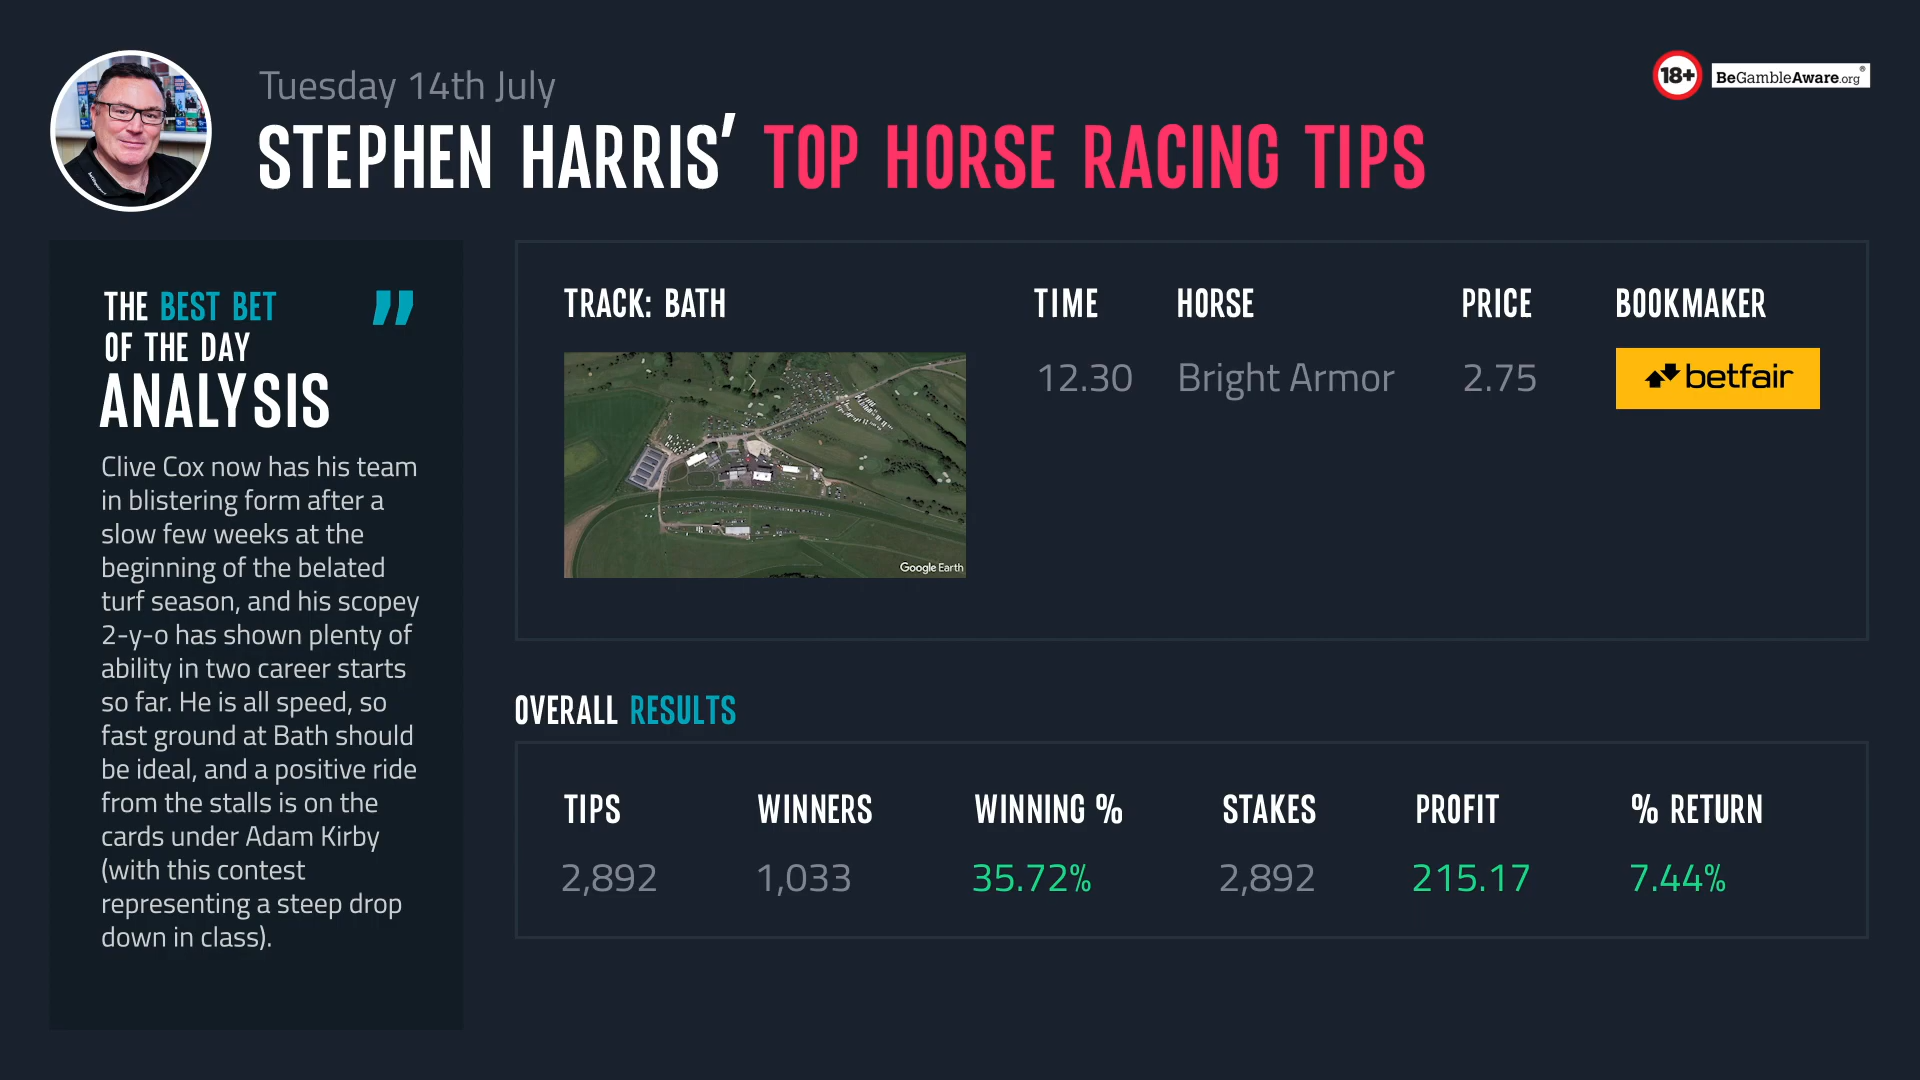 Tuesday 14th July
STEPHEN HARRIS' TOP HORSE RACING TIPS
18+ BeGambleAware.org®
THE BEST BET
OF THE DAY
ANALYSIS
Clive Cox now has his team
in blistering form after a
slow few weeks at the
beginning of the belated
turf season, and his scopey
2-y-o has shown plenty of
ability in two career starts
so far. He is all speed, so
fast ground at Bath should
be ideal, and a positive ride
from the stalls is on the
cards under Adam Kirby
(with this contest
representing a steep drop
down in class).
TRACK: BATH TIME HORSE PRICE BOOKMAKER
12.30 Bright Armor 2.75 betfair
Google Earth
OVERALL RESULTS
TIPS WINNERS WINNING % STAKES PROFIT % RETURN
2,892 1,033 35.72% 2,892 215.17 7.44%